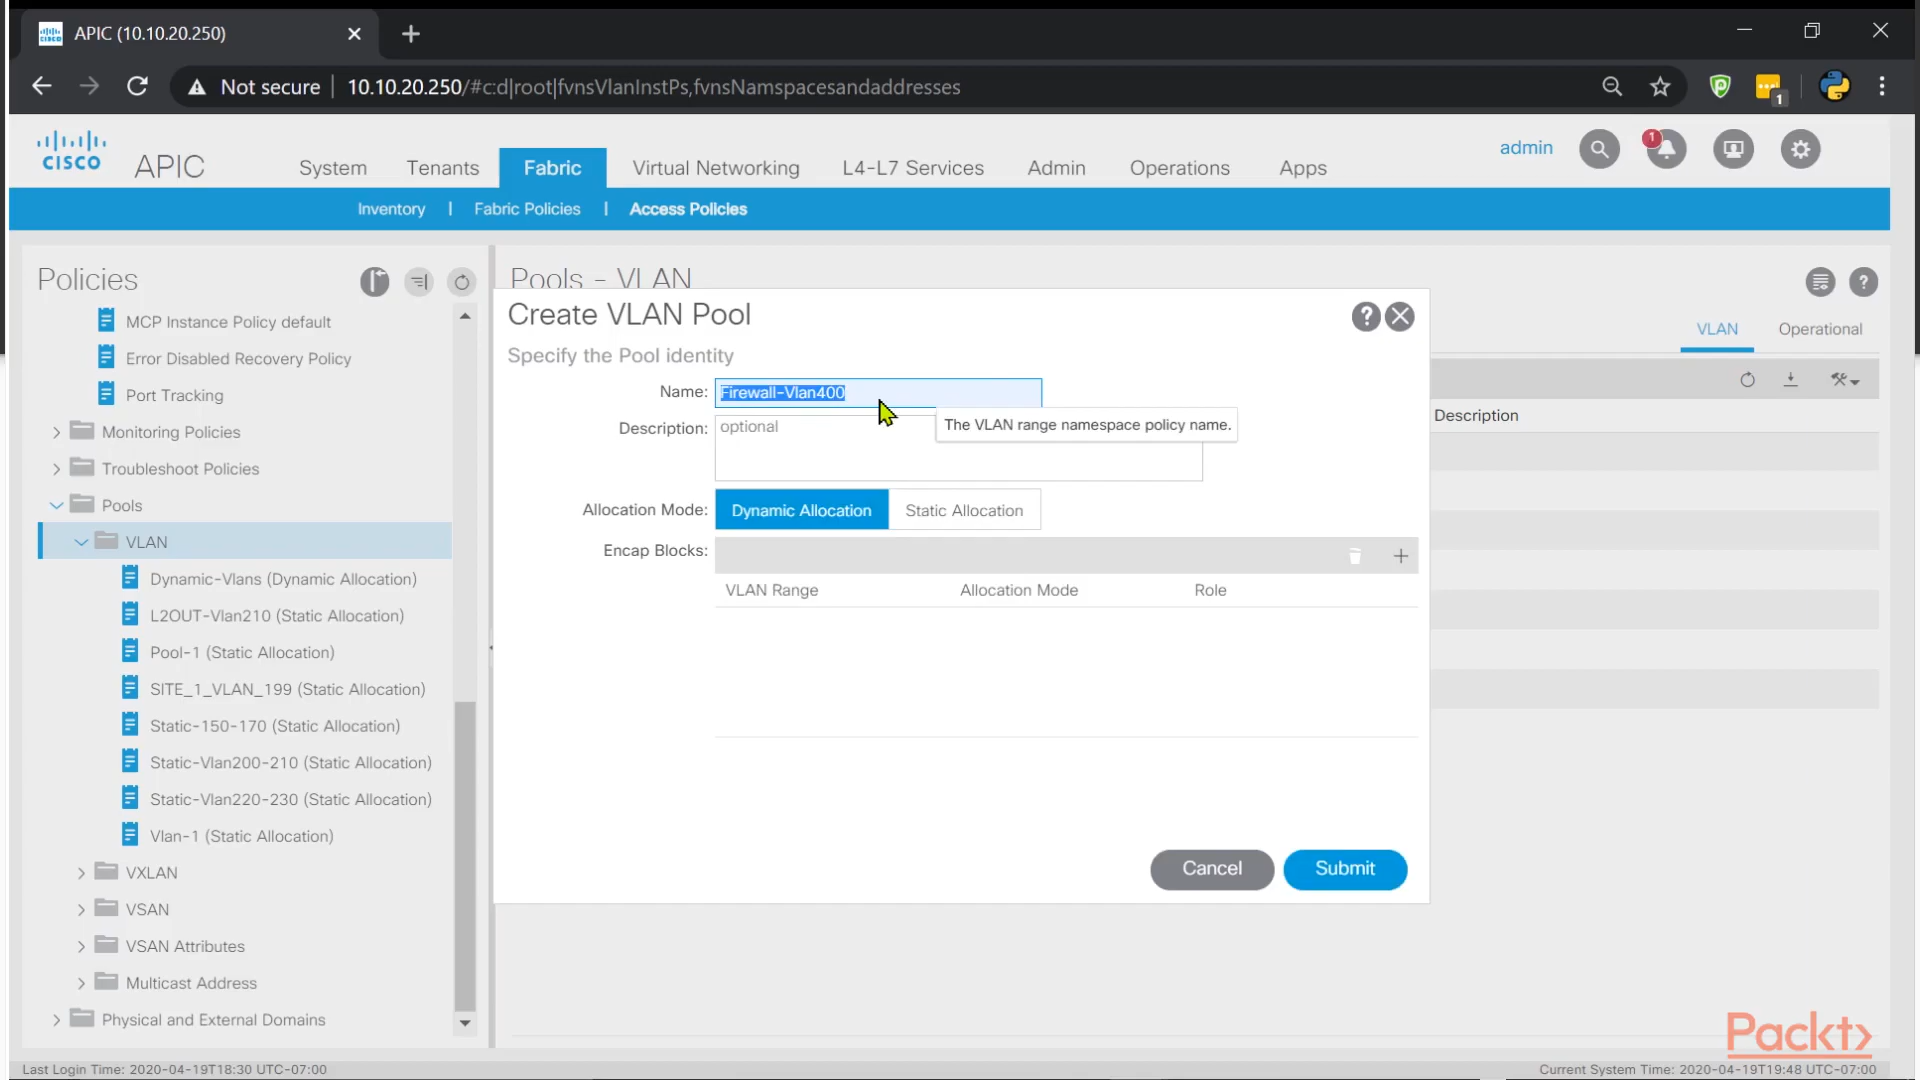 APIC (10.10.20.250)
Not secure | 10.10.20.250/#c:d|root|fvnsVlanInstPs,fvnsNamspacesandaddresses
1
CISCO
APIC
System
Tenants
Fabric
Virtual Networking
L4-L7 Services
Admin
Operations
Apps
admin
1
Inventory | Fabric Policies | Access Policies
Policies
MCP Instance Policy default
Error Disabled Recovery Policy
Port Tracking
Monitoring Policies
Troubleshoot Policies
Pools
VLAN
Dynamic-Vlans (Dynamic Allocation)
L2OUT-Vlan210 (Static Allocation)
Pool-1 (Static Allocation)
SITE_1_VLAN_199 (Static Allocation)
Static-150-170 (Static Allocation)
Static-Vlan200-210 (Static Allocation)
Static-Vlan220-230 (Static Allocation)
Vlan-1 (Static Allocation)
VXLAN
VSAN
VSAN Attributes
Multicast Address
Physical and External Domains
Pools - VLAN
VLAN
Operational
Description
Create VLAN Pool
Specify the Pool identity
Name: Firewall-Vlan400
The VLAN range namespace policy name.
Description: optional
Allocation Mode: Dynamic Allocation Static Allocation
Encap Blocks:
VLAN Range Allocation Mode Role
Cancel
Submit
Packt>
Last Login Time: 2020-04-19T18:30 UTC-07:00
Current System Time: 2020-04-19T19:48 UTC-07:00